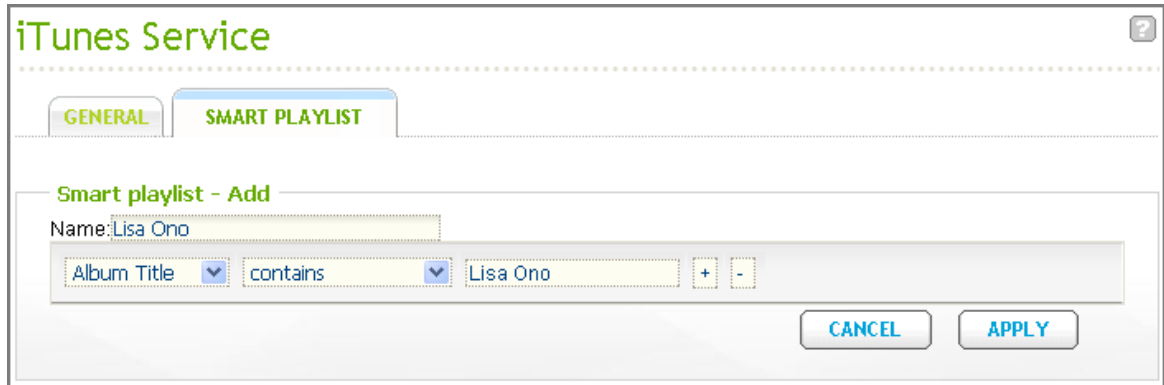 iTunes Service ?
GENERAL SMART PLAYLIST
Smart playlist - Add
Name: Lisa Ono
Album Title contains Lisa Ono + -
CANCEL APPLY